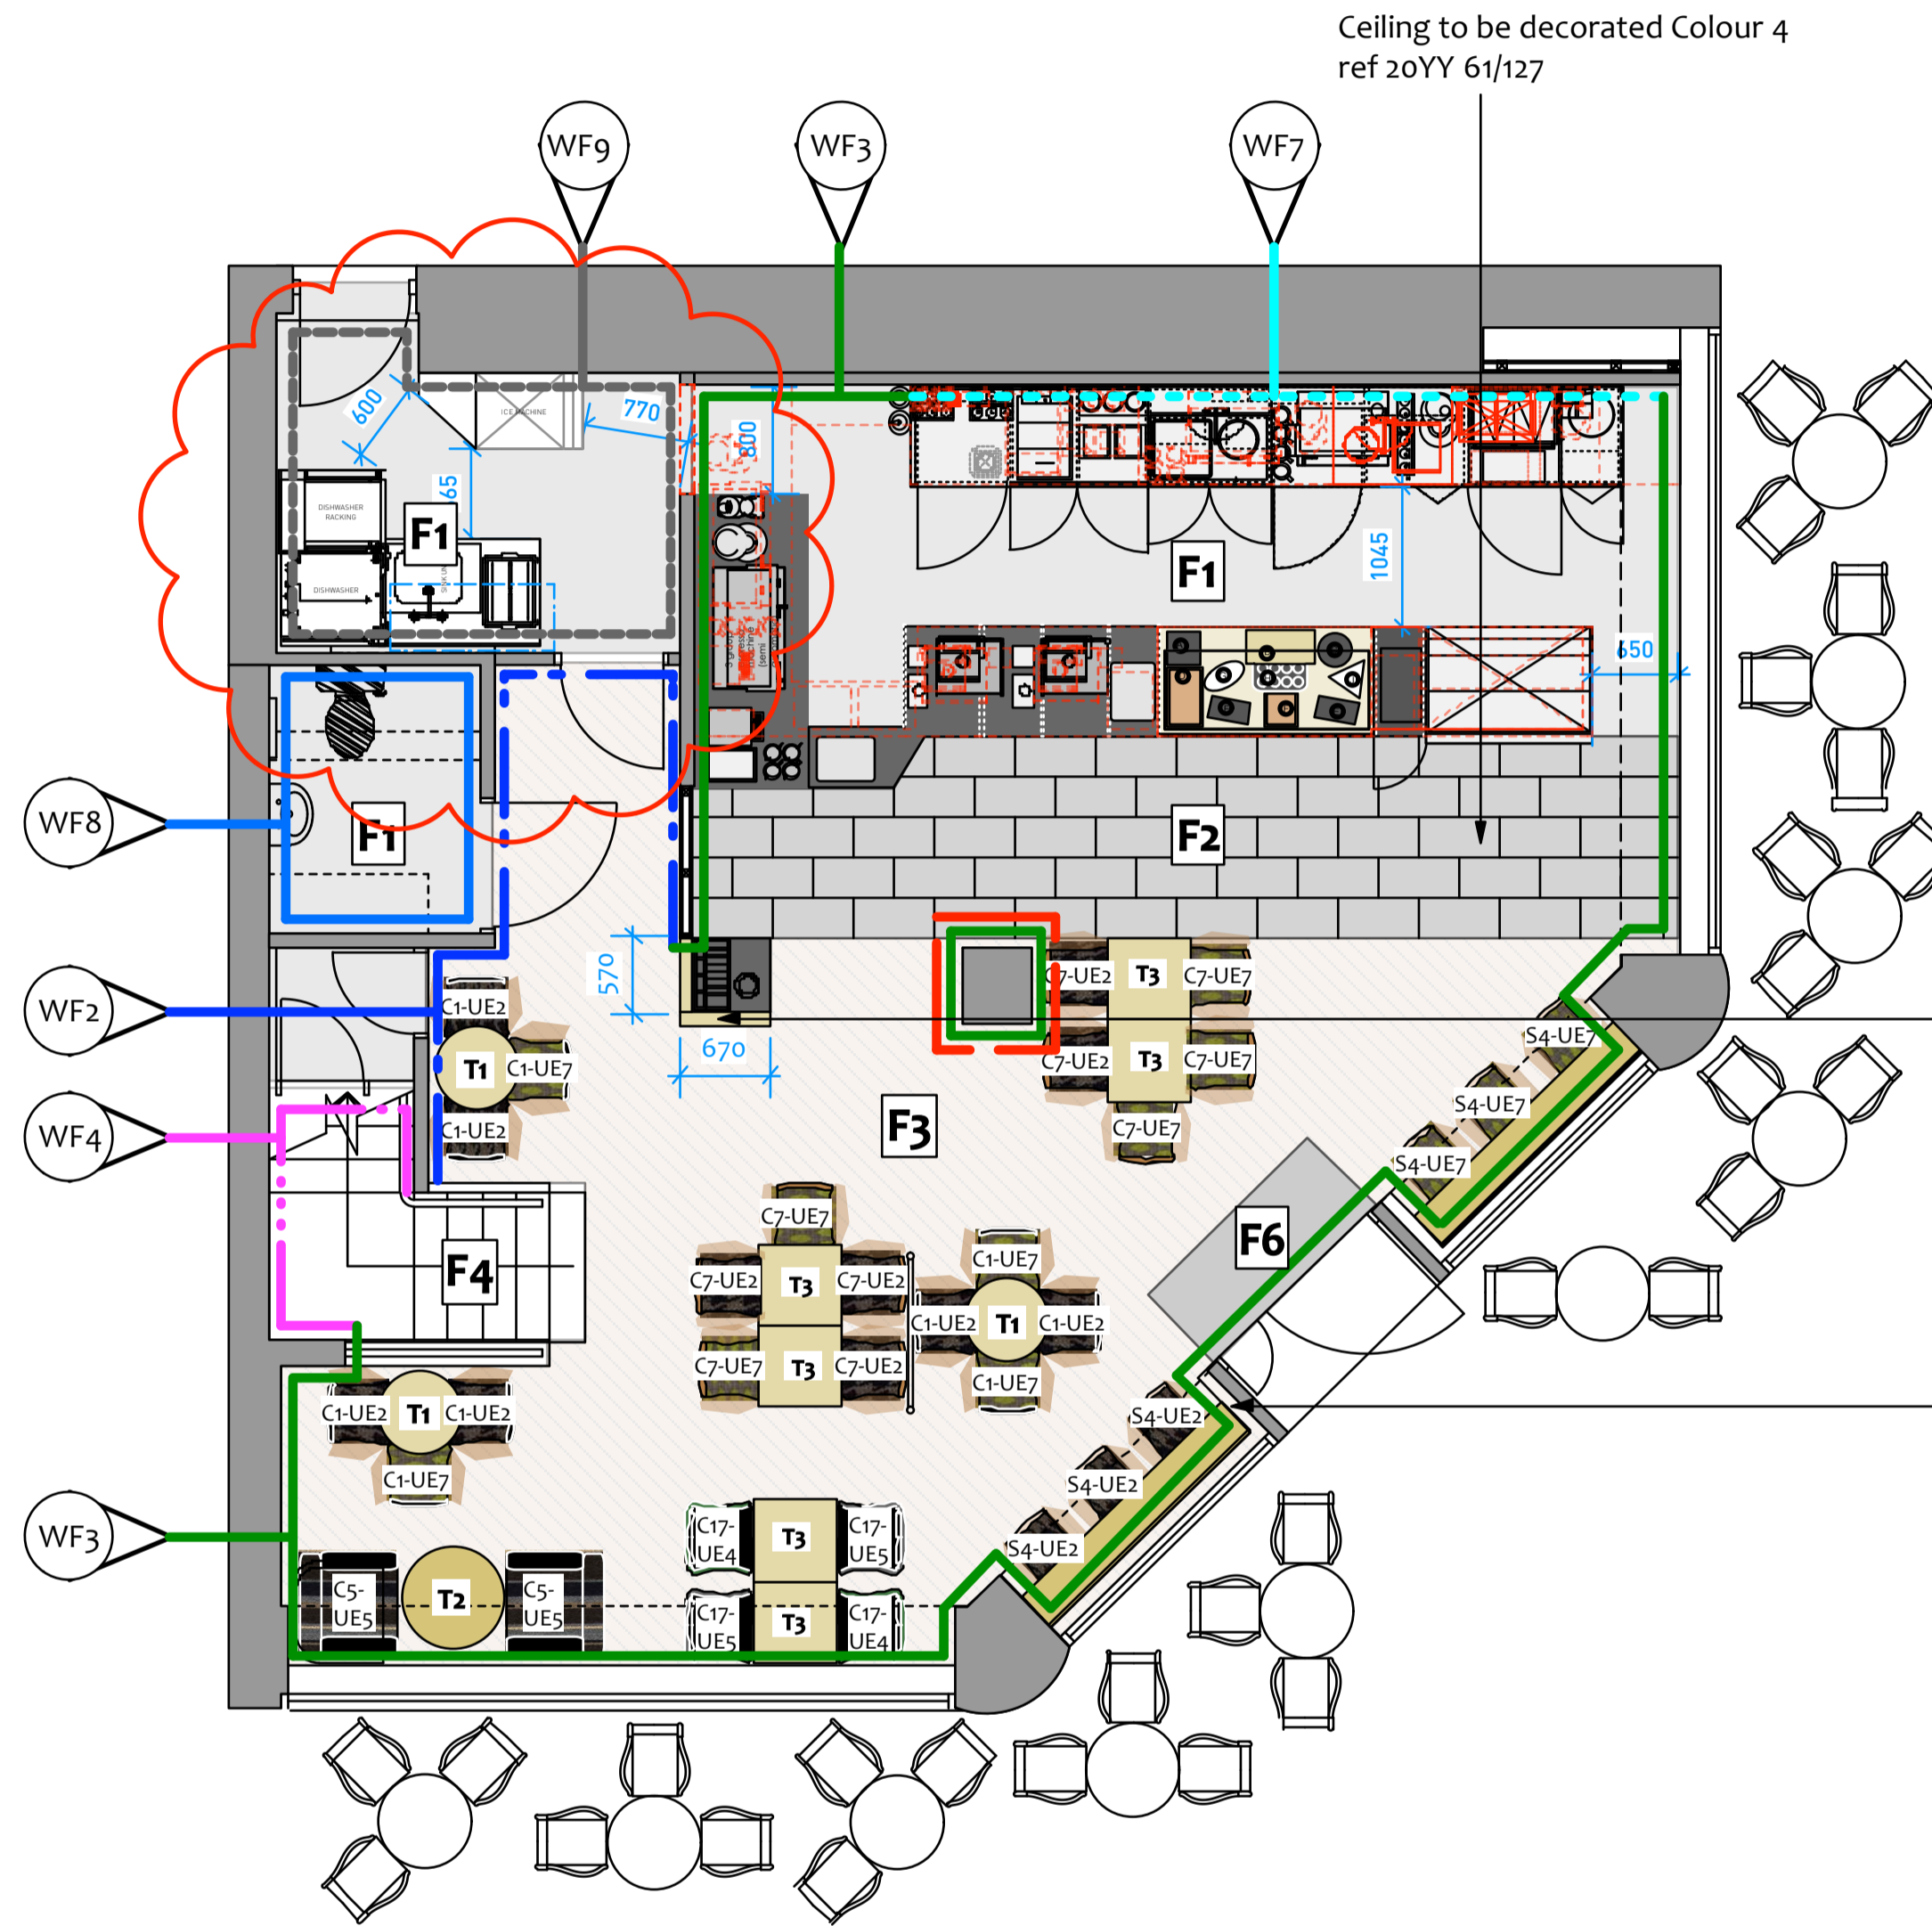 Ceiling to be decorated Colour 4
ref 20YY 61/127
WF9
WF3
WF7
600
ICE MACHINE
770
800
65
DISHWASHER
RACKING
F1
DISHWASHER
F1
1045
650
WF8
F1
F2
WF2
570
670
C1-UE2
T1
C1-UE7
C1-UE2
C7-UE2
T3
C7-UE7
C7-UE2
T3
C7-UE7
C7-UE7
S4-UE7
S4-UE7
S4-UE7
WF4
F3
F4
F6
C7-UE7
C7-UE2
T3
C7-UE2
C7-UE7
T3
C7-UE2
C1-UE7
C1-UE2
T1
C1-UE2
C1-UE7
C1-UE2
T1
C1-UE2
C1-UE7
S4-UE2
S4-UE2
S4-UE2
WF3
C5-
UE5
T2
C5-
UE5
C17-
UE4
T3
C17-
UE5
C17-
UE5
T3
C17-
UE4